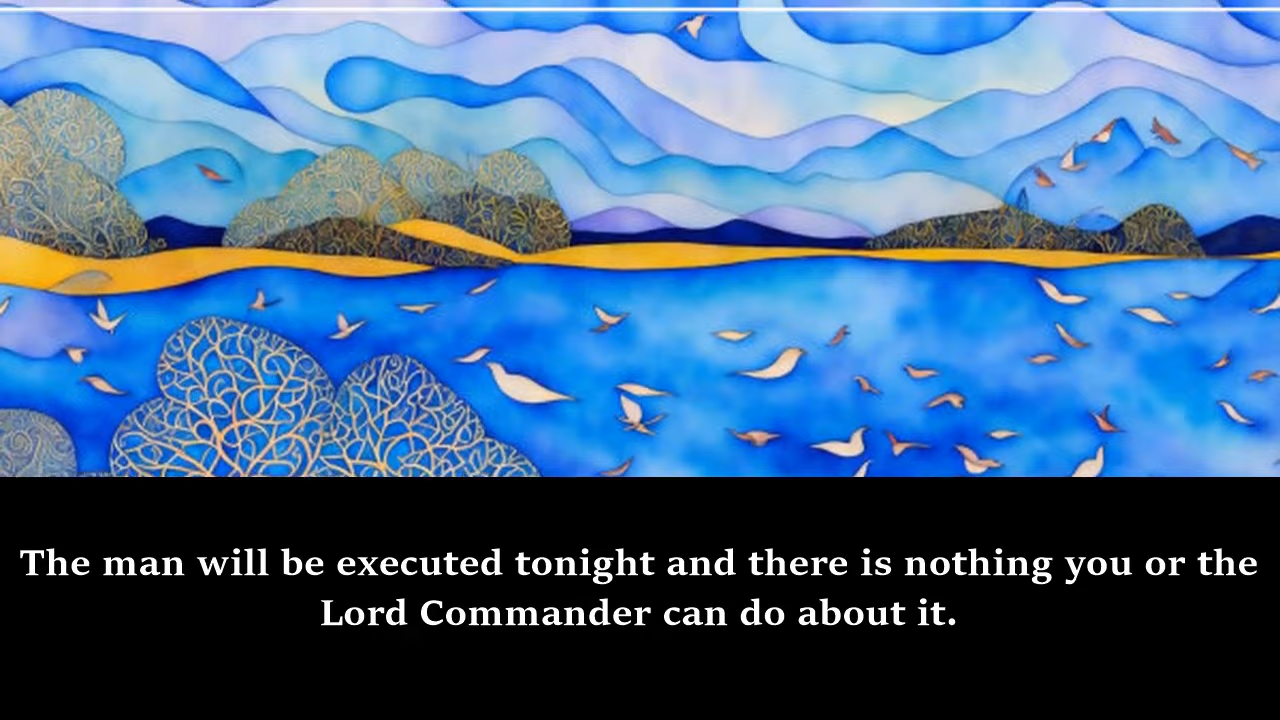 The man will be executed tonight and there is nothing you or the
Lord Commander can do about it.